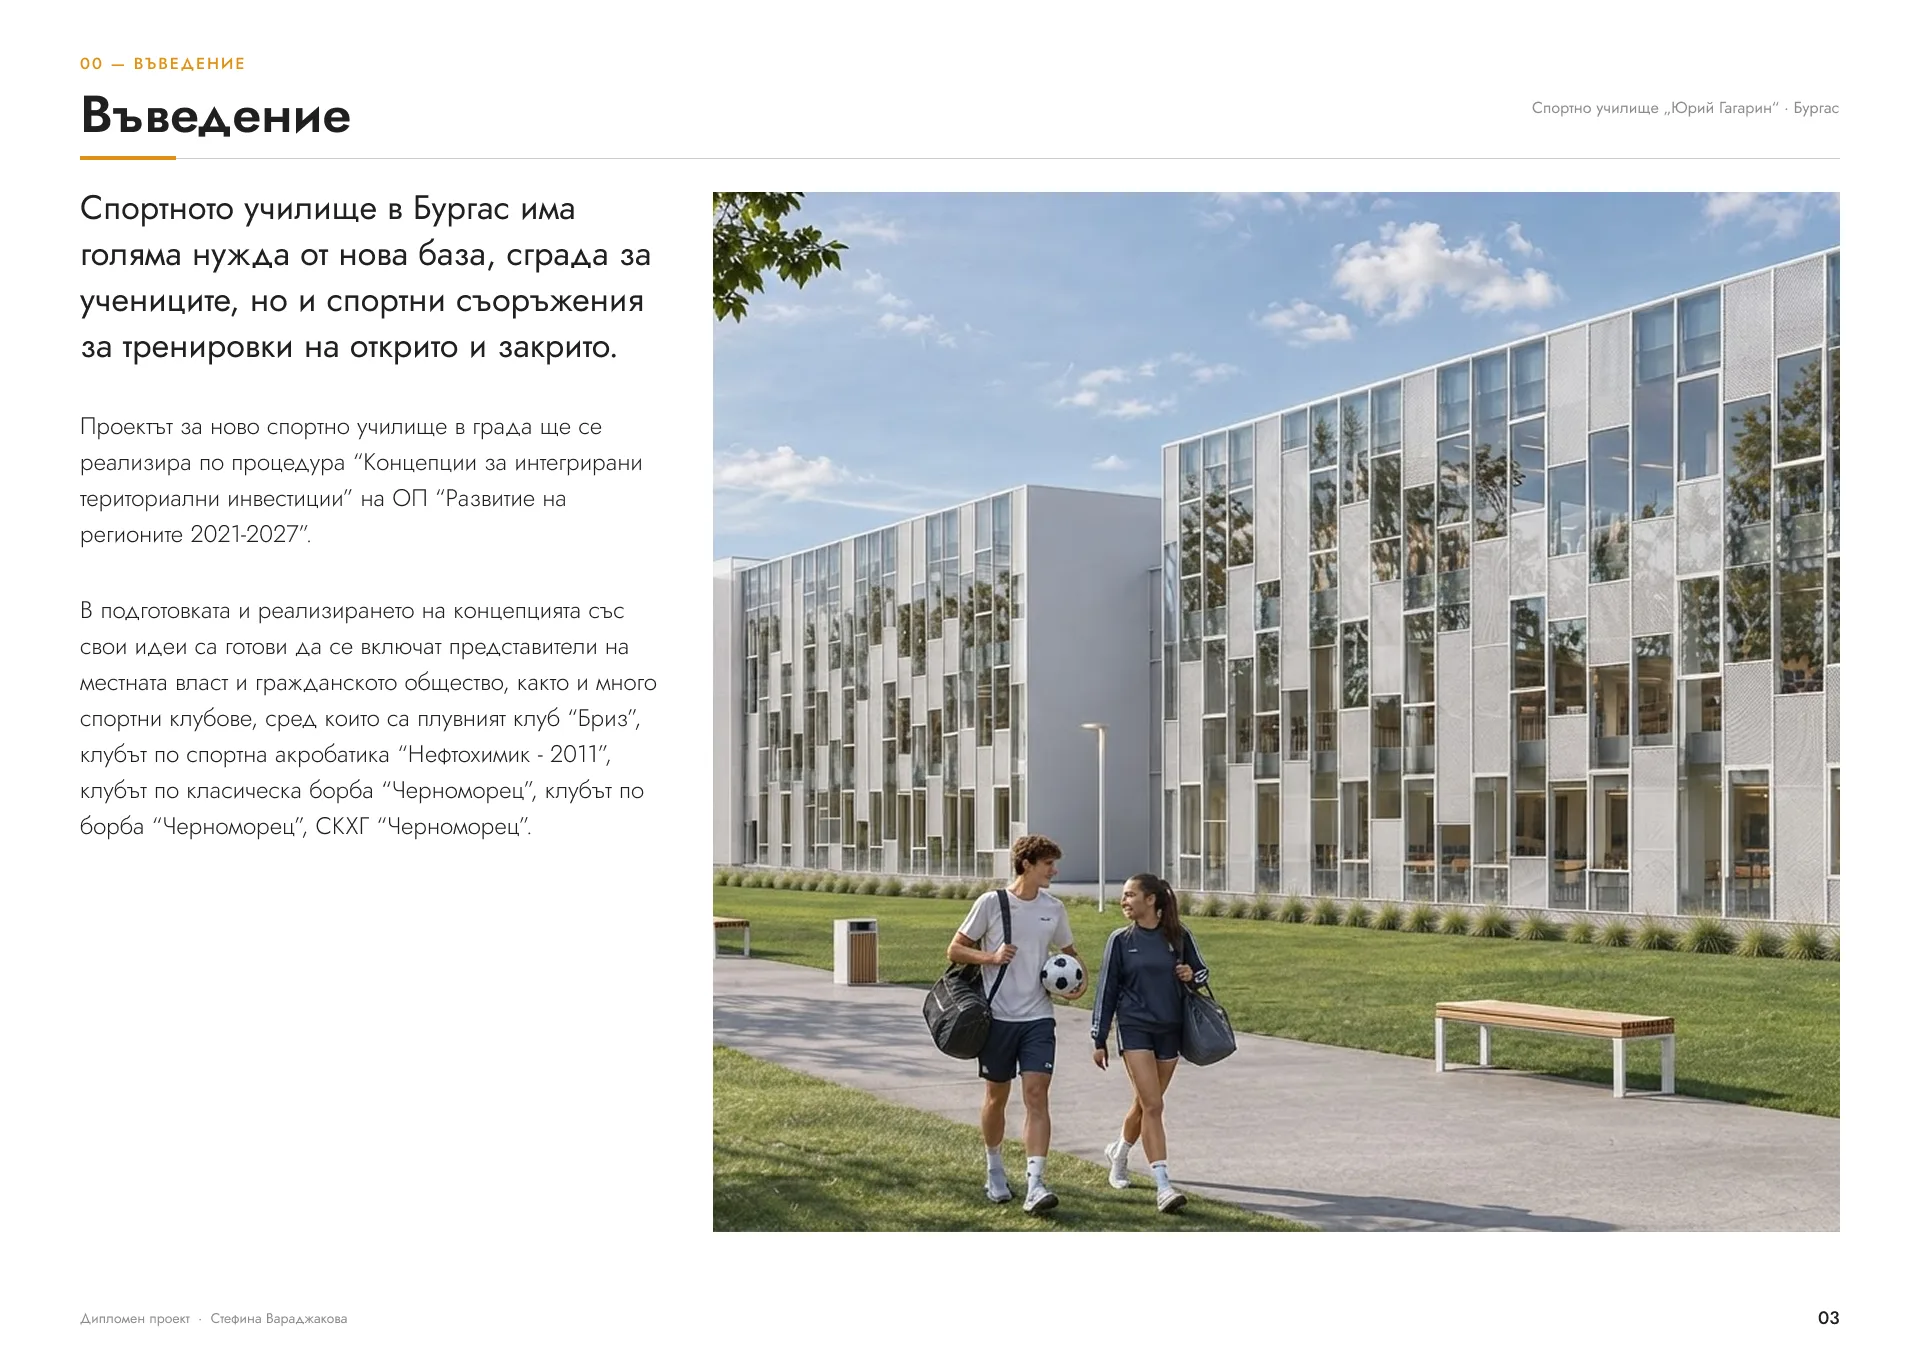 00 — ВЪВЕДЕНИЕ
Въведение
Спортно училище „Юрий Гагарин“ · Бургас
Спортното училище в Бургас има
голяма нужда от нова база, сграда за
учениците, но и спортни съоръжения
за тренировки на открито и закрито.
Проектът за ново спортно училище в града ще се
реализира по процедура “Концепции за интегрирани
териториални инвестиции” на ОП “Развитие на
регионите 2021-2027”.
В подготовката и реализирането на концепцията със
свои идеи са готови да се включат представители на
местната власт и гражданското общество, както и много
спортни клубове, сред които са плувният клуб “Бриз”,
клубът по спортна акробатика “Нефтохимик - 2011”,
клубът по класическа борба “Черноморец”, клубът по
борба “Черноморец”, СКХГ “Черноморец”.
Дипломен проект · Стефина Вараджакова
03